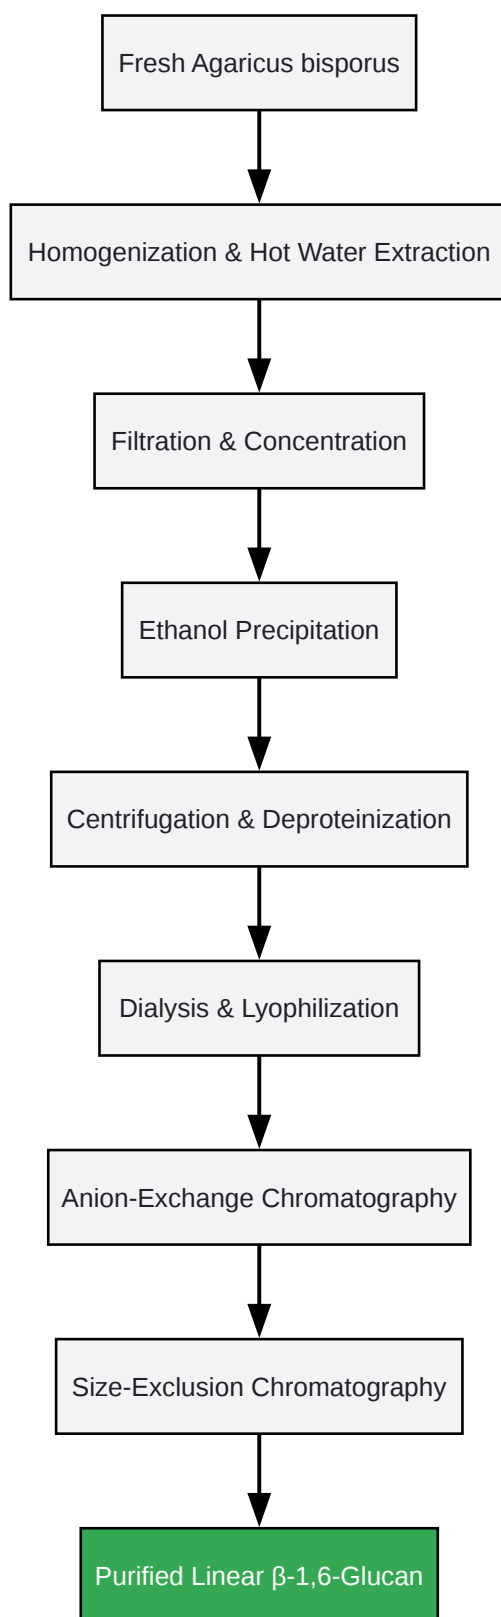 Fresh Agaricus bisporus
Homogenization & Hot Water Extraction
Filtration & Concentration
Ethanol Precipitation
Centrifugation & Deproteinization
Dialysis & Lyophilization
Anion-Exchange Chromatography
Size-Exclusion Chromatography
Purified Linear β-1,6-Glucan